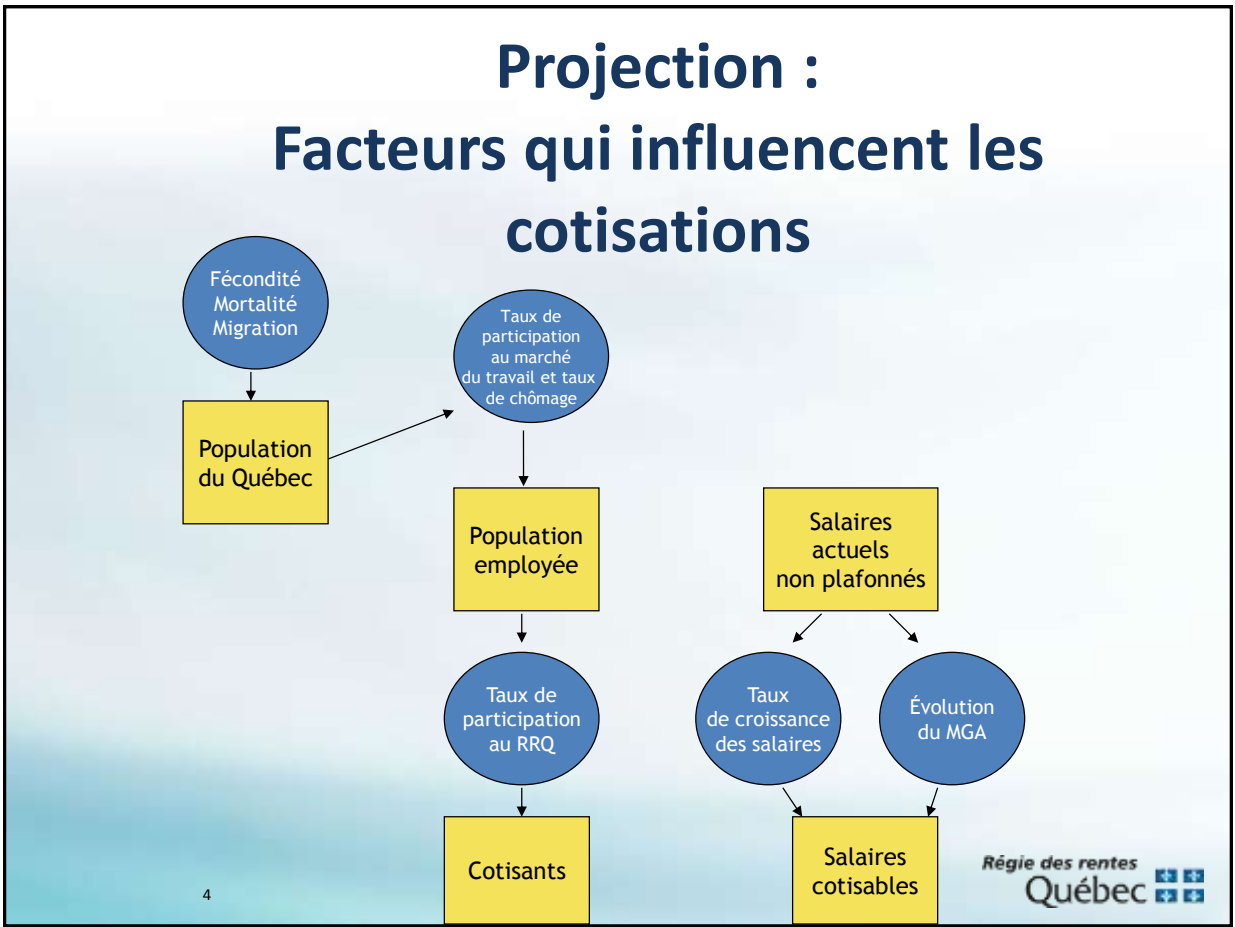 Projection :
Facteurs qui influencent les
cotisations
Fécondité
Mortalité
Migration
Taux de
participation
au marché
du travail et taux
de chômage
Population
du Québec
Population
employée
Salaires
actuels
non plafonnés
Taux de
participation
au RRQ
Taux
de croissance
des salaires
Évolution
du MGA
Cotisants
Salaires
cotisables
4
Régie des rentes
Québec